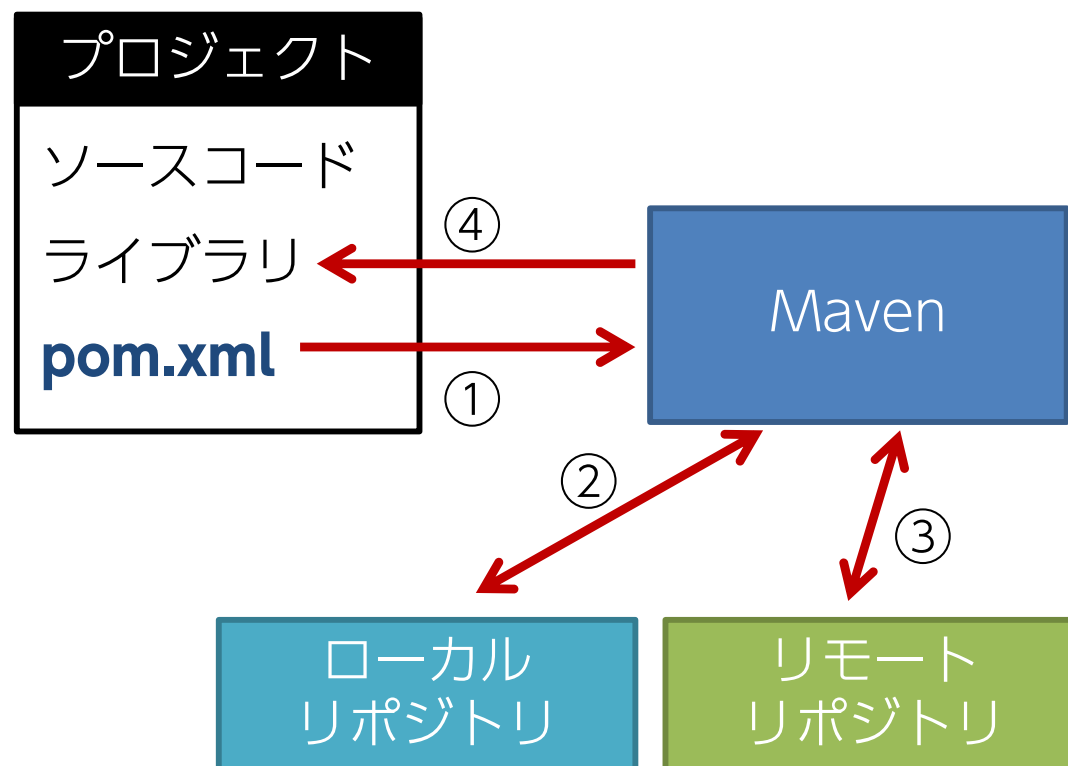 プロジェクト
ソースコード
ライブラリ
pom.xml
④
①
Maven
②
③
ローカル
リポジトリ
リモート
リポジトリ